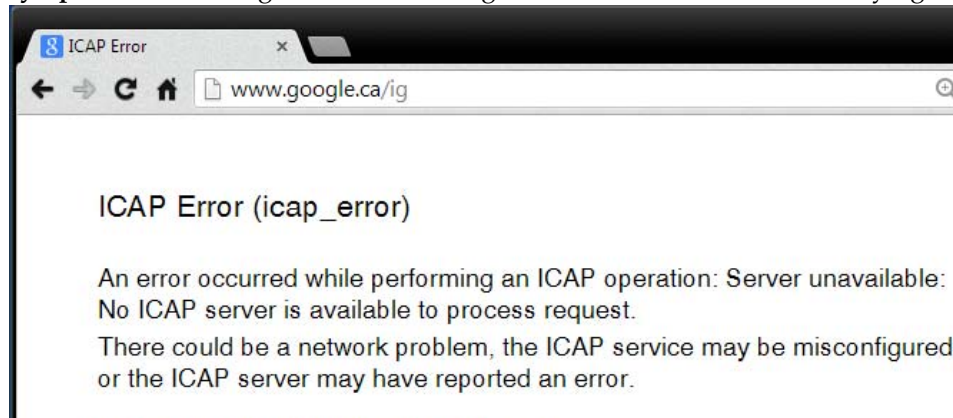 ICAP Error
www.google.ca/ig
ICAP Error (icap_error)
An error occurred while performing an ICAP operation: Server unavailable:
No ICAP server is available to process request.
There could be a network problem, the ICAP service may be misconfigured
or the ICAP server may have reported an error.